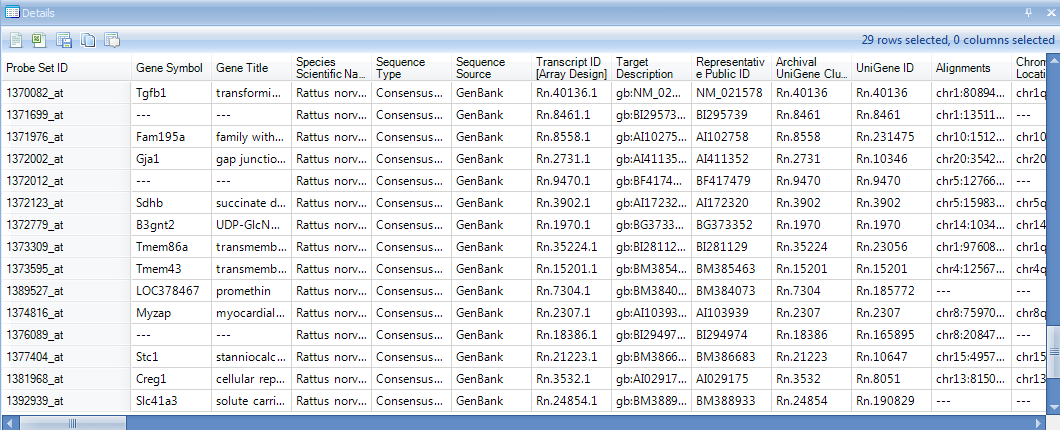 Details
29 rows selected, 0 columns selected
Probe Set ID Gene Symbol Gene Title Species Scientific Na... Sequence Type Sequence Source Transcript ID [Array Design] Target Description Representativ e Public ID Archival UniGene Clu... UniGene ID Alignments Chrom Locati
1370082_at Tgfb1 transformi... Rattus norv... Consensus... GenBank Rn.40136.1 gb:NM_02... NM_021578 Rn.40136 Rn.40136 chr1:80894... chr1q
1371699_at --- --- Rattus norv... Consensus... GenBank Rn.8461.1 gb:BI29573... BI295739 Rn.8461 Rn.8461 chr1:13511... ---
1371976_at Fam195a family with... Rattus norv... Consensus... GenBank Rn.8558.1 gb:AI10275... AI102758 Rn.8558 Rn.231475 chr10:1512... chr10
1372002_at Gja1 gap junctio... Rattus norv... Consensus... GenBank Rn.2731.1 gb:AI41135... AI411352 Rn.2731 Rn.10346 chr20:3542... chr20
1372012_at --- --- Rattus norv... Consensus... GenBank Rn.9470.1 gb:BF4174... BF417479 Rn.9470 Rn.9470 chr5:12766... ---
1372123_at Sdhb succinate d... Rattus norv... Consensus... GenBank Rn.3902.1 gb:AI17232... AI172320 Rn.3902 Rn.3902 chr5:15983... chr5q
1372779_at B3gnt2 UDP-GlcN... Rattus norv... Consensus... GenBank Rn.1970.1 gb:BG3733... BG373352 Rn.1970 Rn.1970 chr14:1034... chr14
1373309_at Tmem86a transmemb... Rattus norv... Consensus... GenBank Rn.35224.1 gb:BI28112... BI281129 Rn.35224 Rn.23056 chr1:97608... chr1q
1373595_at Tmem43 transmemb... Rattus norv... Consensus... GenBank Rn.15201.1 gb:BM3854... BM385463 Rn.15201 Rn.15201 chr4:12567... chr4q
1389527_at LOC378467 promethin Rattus norv... Consensus... GenBank Rn.7304.1 gb:BM3840... BM384073 Rn.7304 Rn.185772 --- ---
1374816_at Myzap myocardial... Rattus norv... Consensus... GenBank Rn.2307.1 gb:AI10393... AI103939 Rn.2307 Rn.2307 chr8:75970... chr8q
1376089_at --- --- Rattus norv... Consensus... GenBank Rn.18386.1 gb:BI29497... BI294974 Rn.18386 Rn.165895 chr8:20847... ---
1377404_at Stc1 stanniocalc... Rattus norv... Consensus... GenBank Rn.21223.1 gb:BM3866... BM386683 Rn.21223 Rn.10647 chr15:4957... chr15
1381968_at Creg1 cellular rep... Rattus norv... Consensus... GenBank Rn.3532.1 gb:AI02917... AI029175 Rn.3532 Rn.8051 chr13:8150... chr13
1392939_at Slc41a3 solute carri... Rattus norv... Consensus... GenBank Rn.24854.1 gb:BM3889... BM388933 Rn.24854 Rn.190829 --- ---